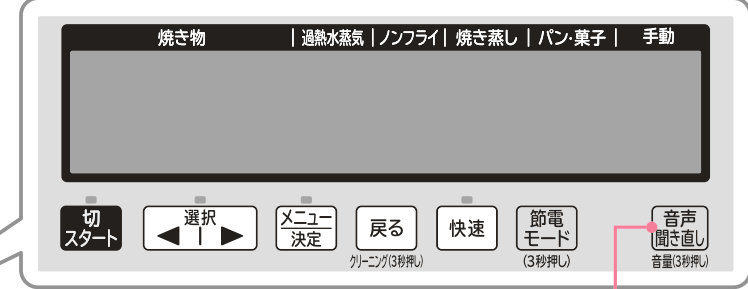 焼き物 | 過熱水蒸気 | ノンフライ | 焼き蒸し | パン・菓子 | 手動
切
スタート
選択
メニュー
決定
戻る
クリーニング(3秒押し)
快速
節電
モード
(3秒押し)
音声
聞き直し
音量(3秒押し)